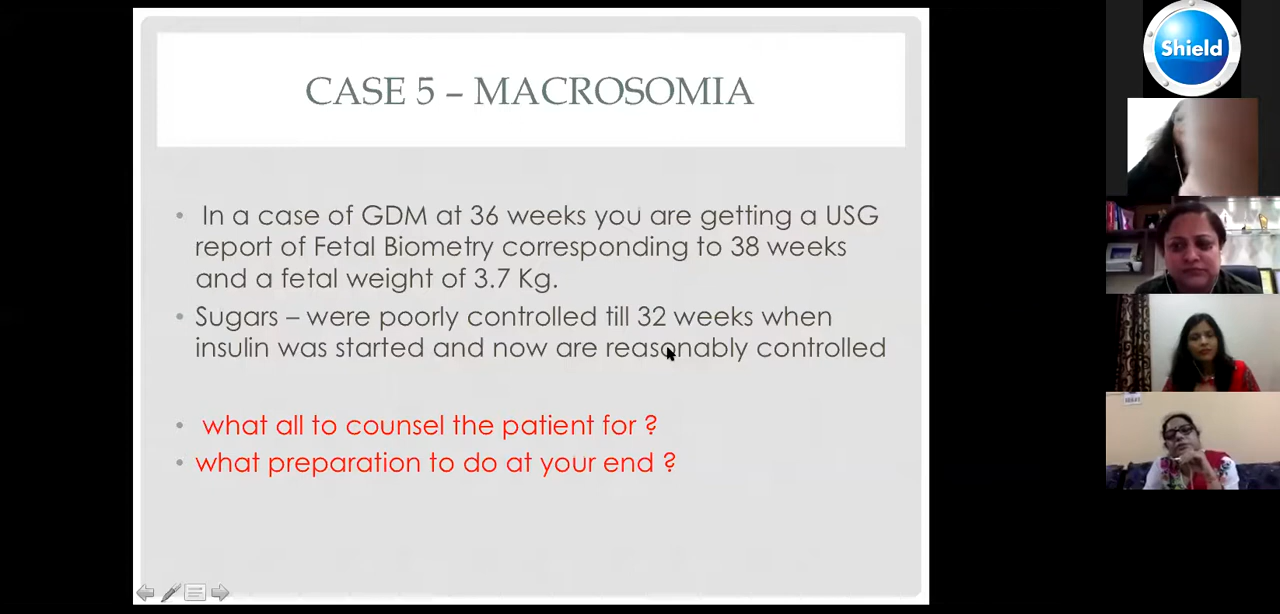 CASE 5 – MACROSOMIA
• In a case of GDM at 36 weeks you are getting a USG
report of Fetal Biometry corresponding to 38 weeks
and a fetal weight of 3.7 Kg.
• Sugars – were poorly controlled till 32 weeks when
insulin was started and now are reasonably controlled
• what all to counsel the patient for ?
• what preparation to do at your end ?
Shield